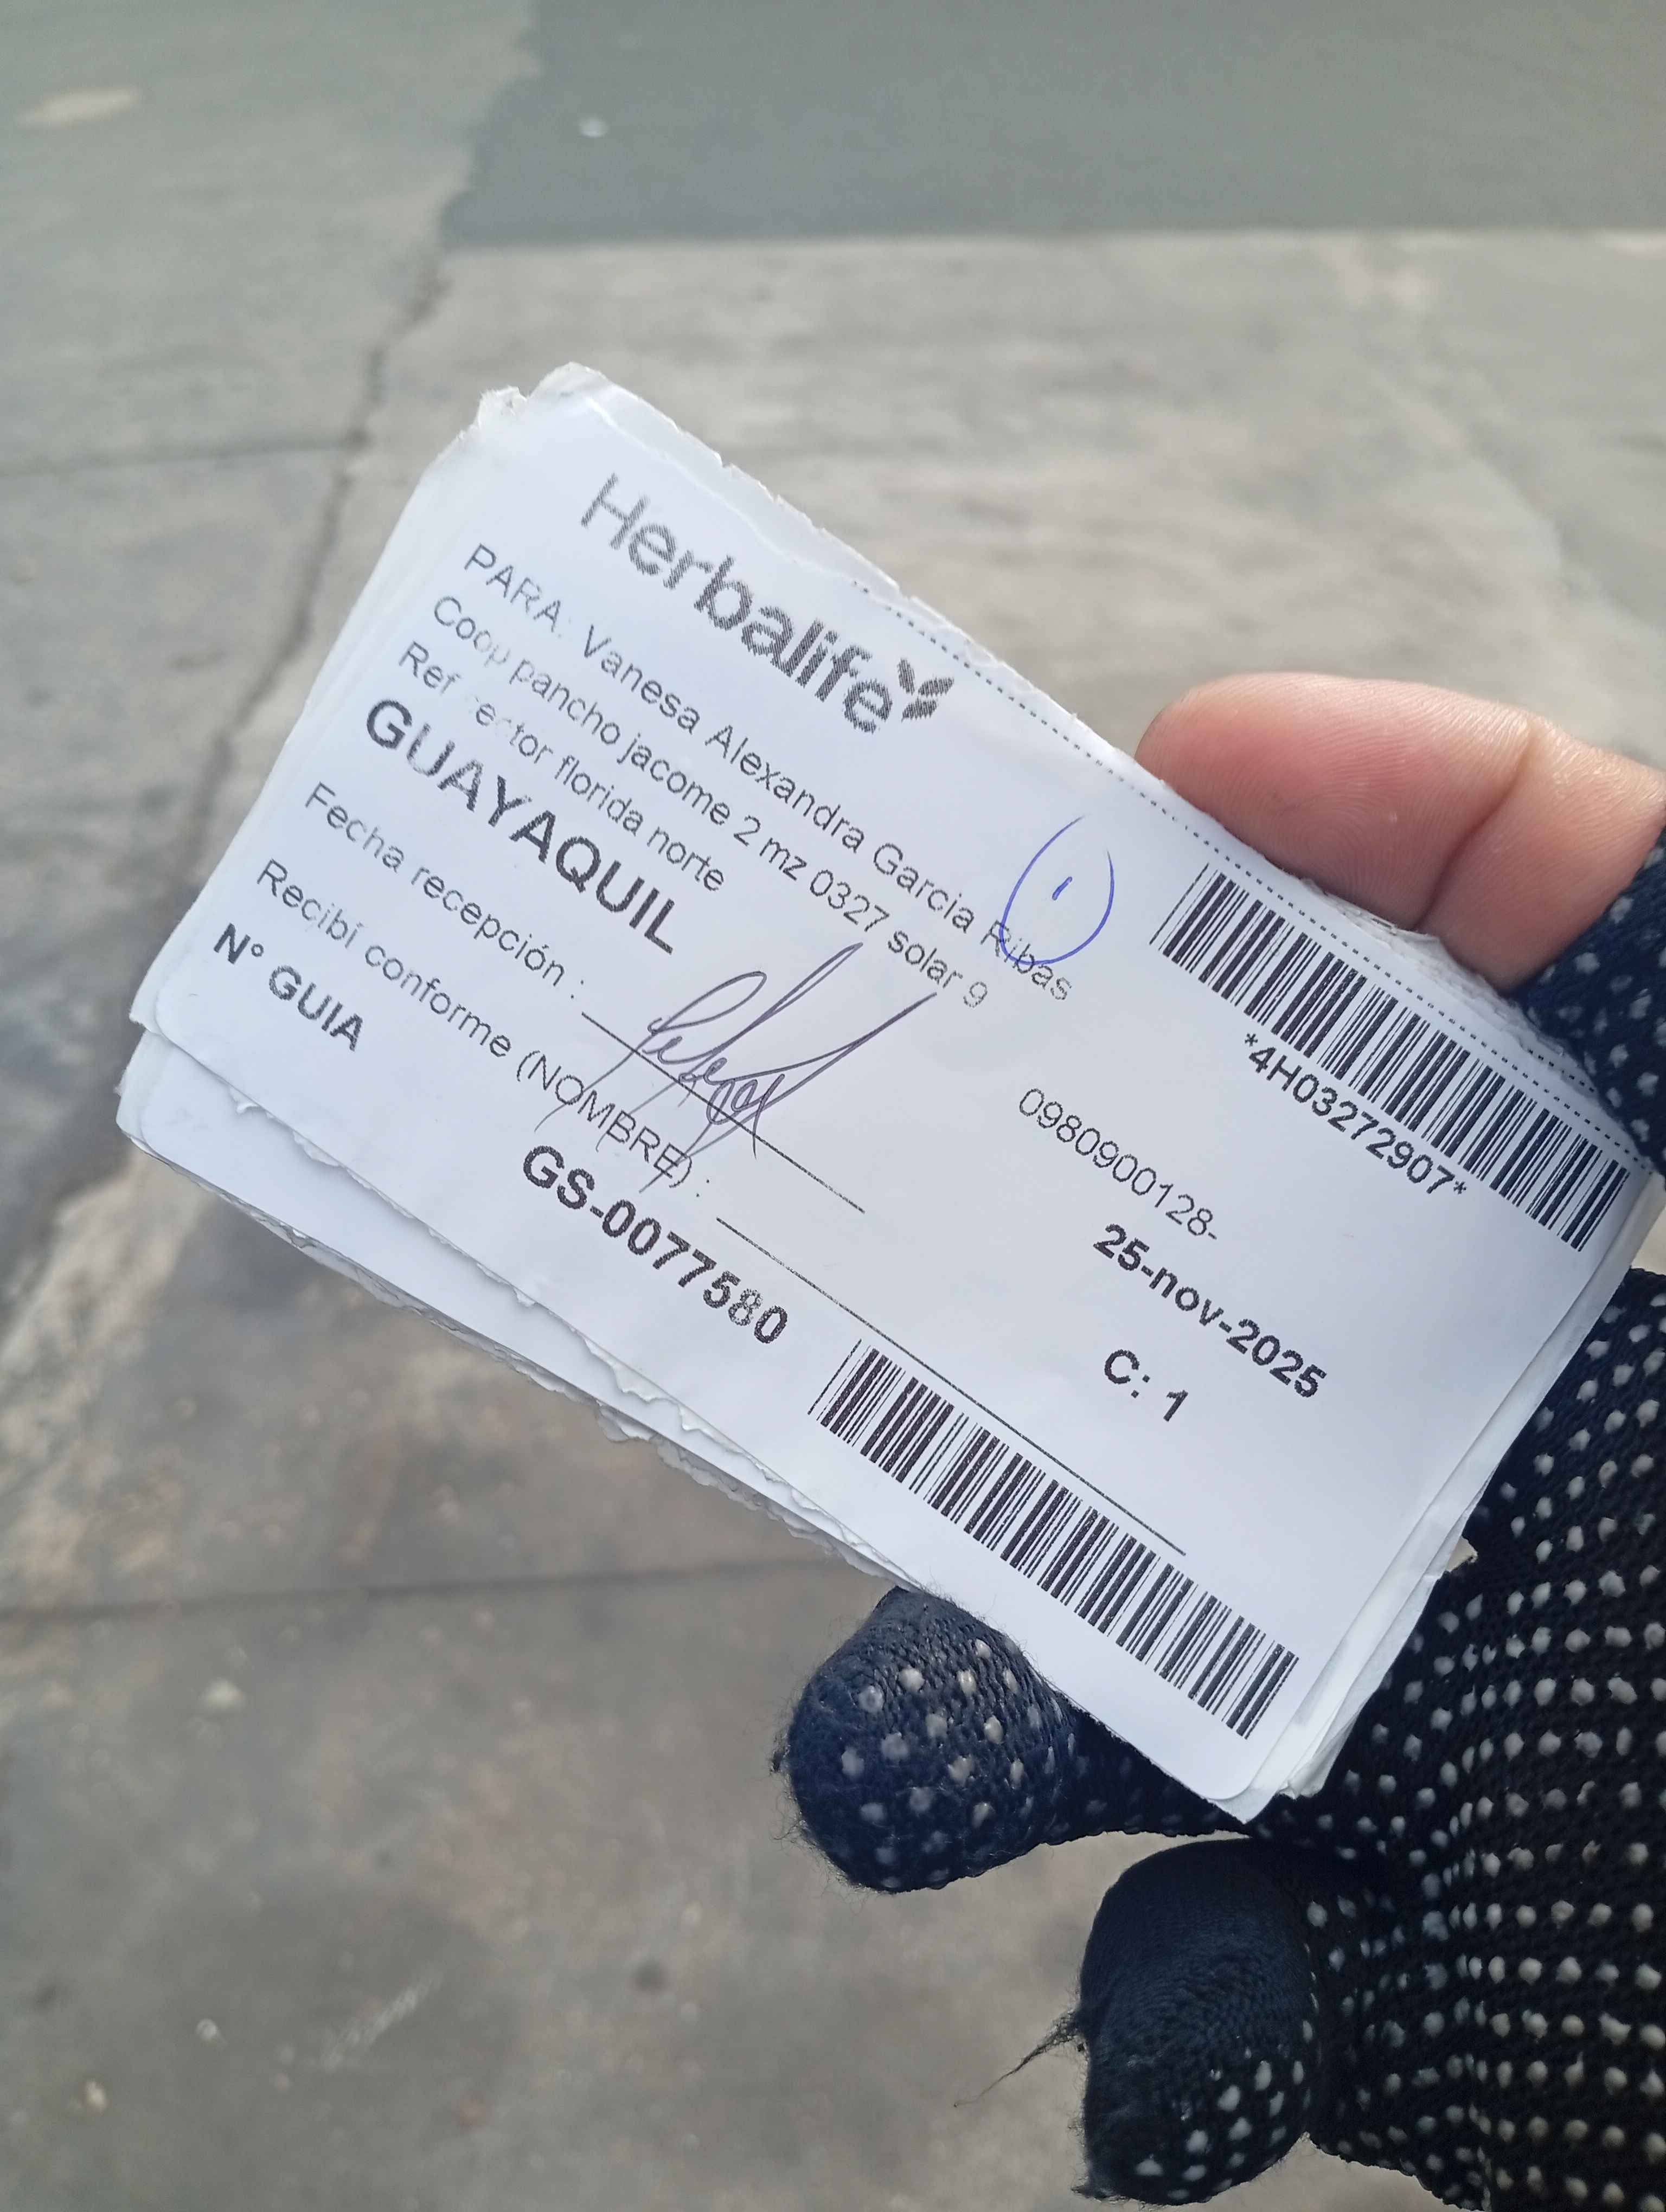 Herbalife
PARA: Vanesa Alexandra Garcia Ribas
Coop pancho jacome 2 mz 0327 solar 9
Ref ector florida norte
GUAYAQUIL
0980900128-
Fecha recepción :
25-nov-2025
Recibí conforme (NOMBRE) :
C: 1
N° GUIA
GS-0077580
*4H03272907*